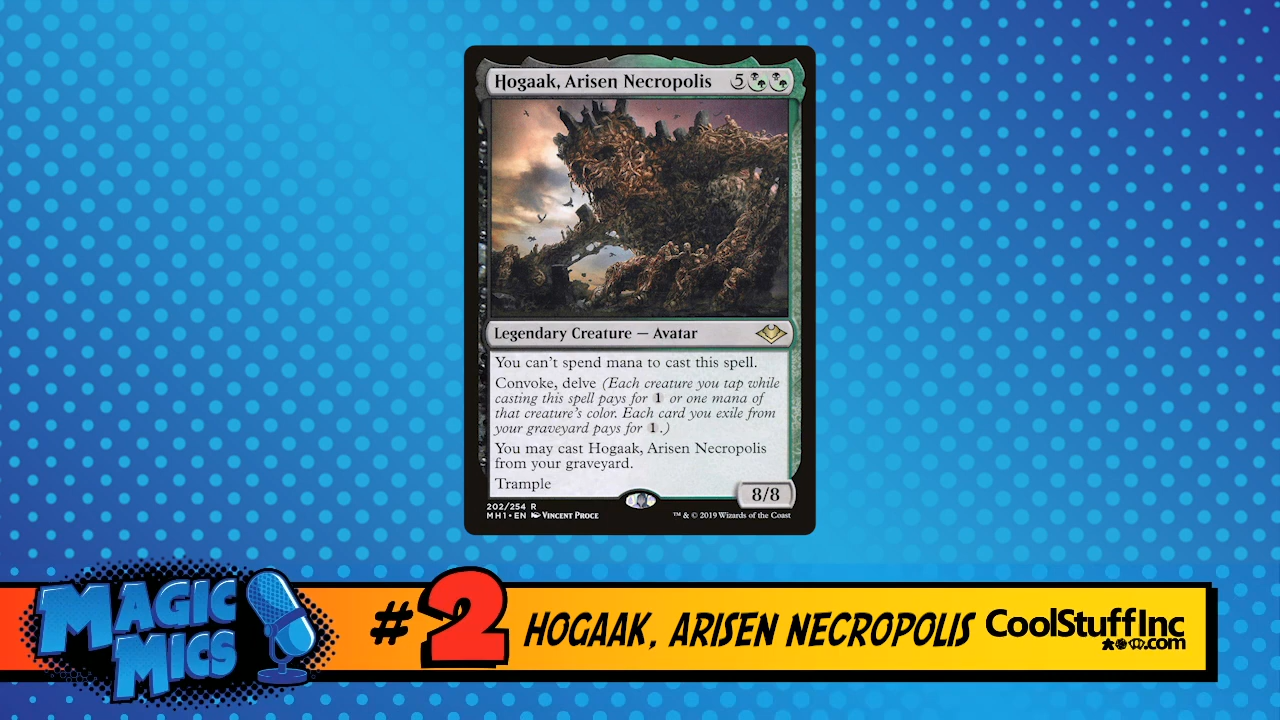 Hogaak, Arisen Necropolis 5
Legendary Creature — Avatar
You can't spend mana to cast this spell.
Convoke, delve (Each creature you tap while
casting this spell pays for 1 or one mana of
that creature's color. Each card you exile from
your graveyard pays for 1.)
You may cast Hogaak, Arisen Necropolis
from your graveyard.
Trample
8/8
202/254 R
MH1 • EN VINCENT PROCE
™ & © 2019 Wizards of the Coast
MAGIC
MICS
#2 HOGAAK, ARISEN NECROPOLIS
CoolStuffInc
.com